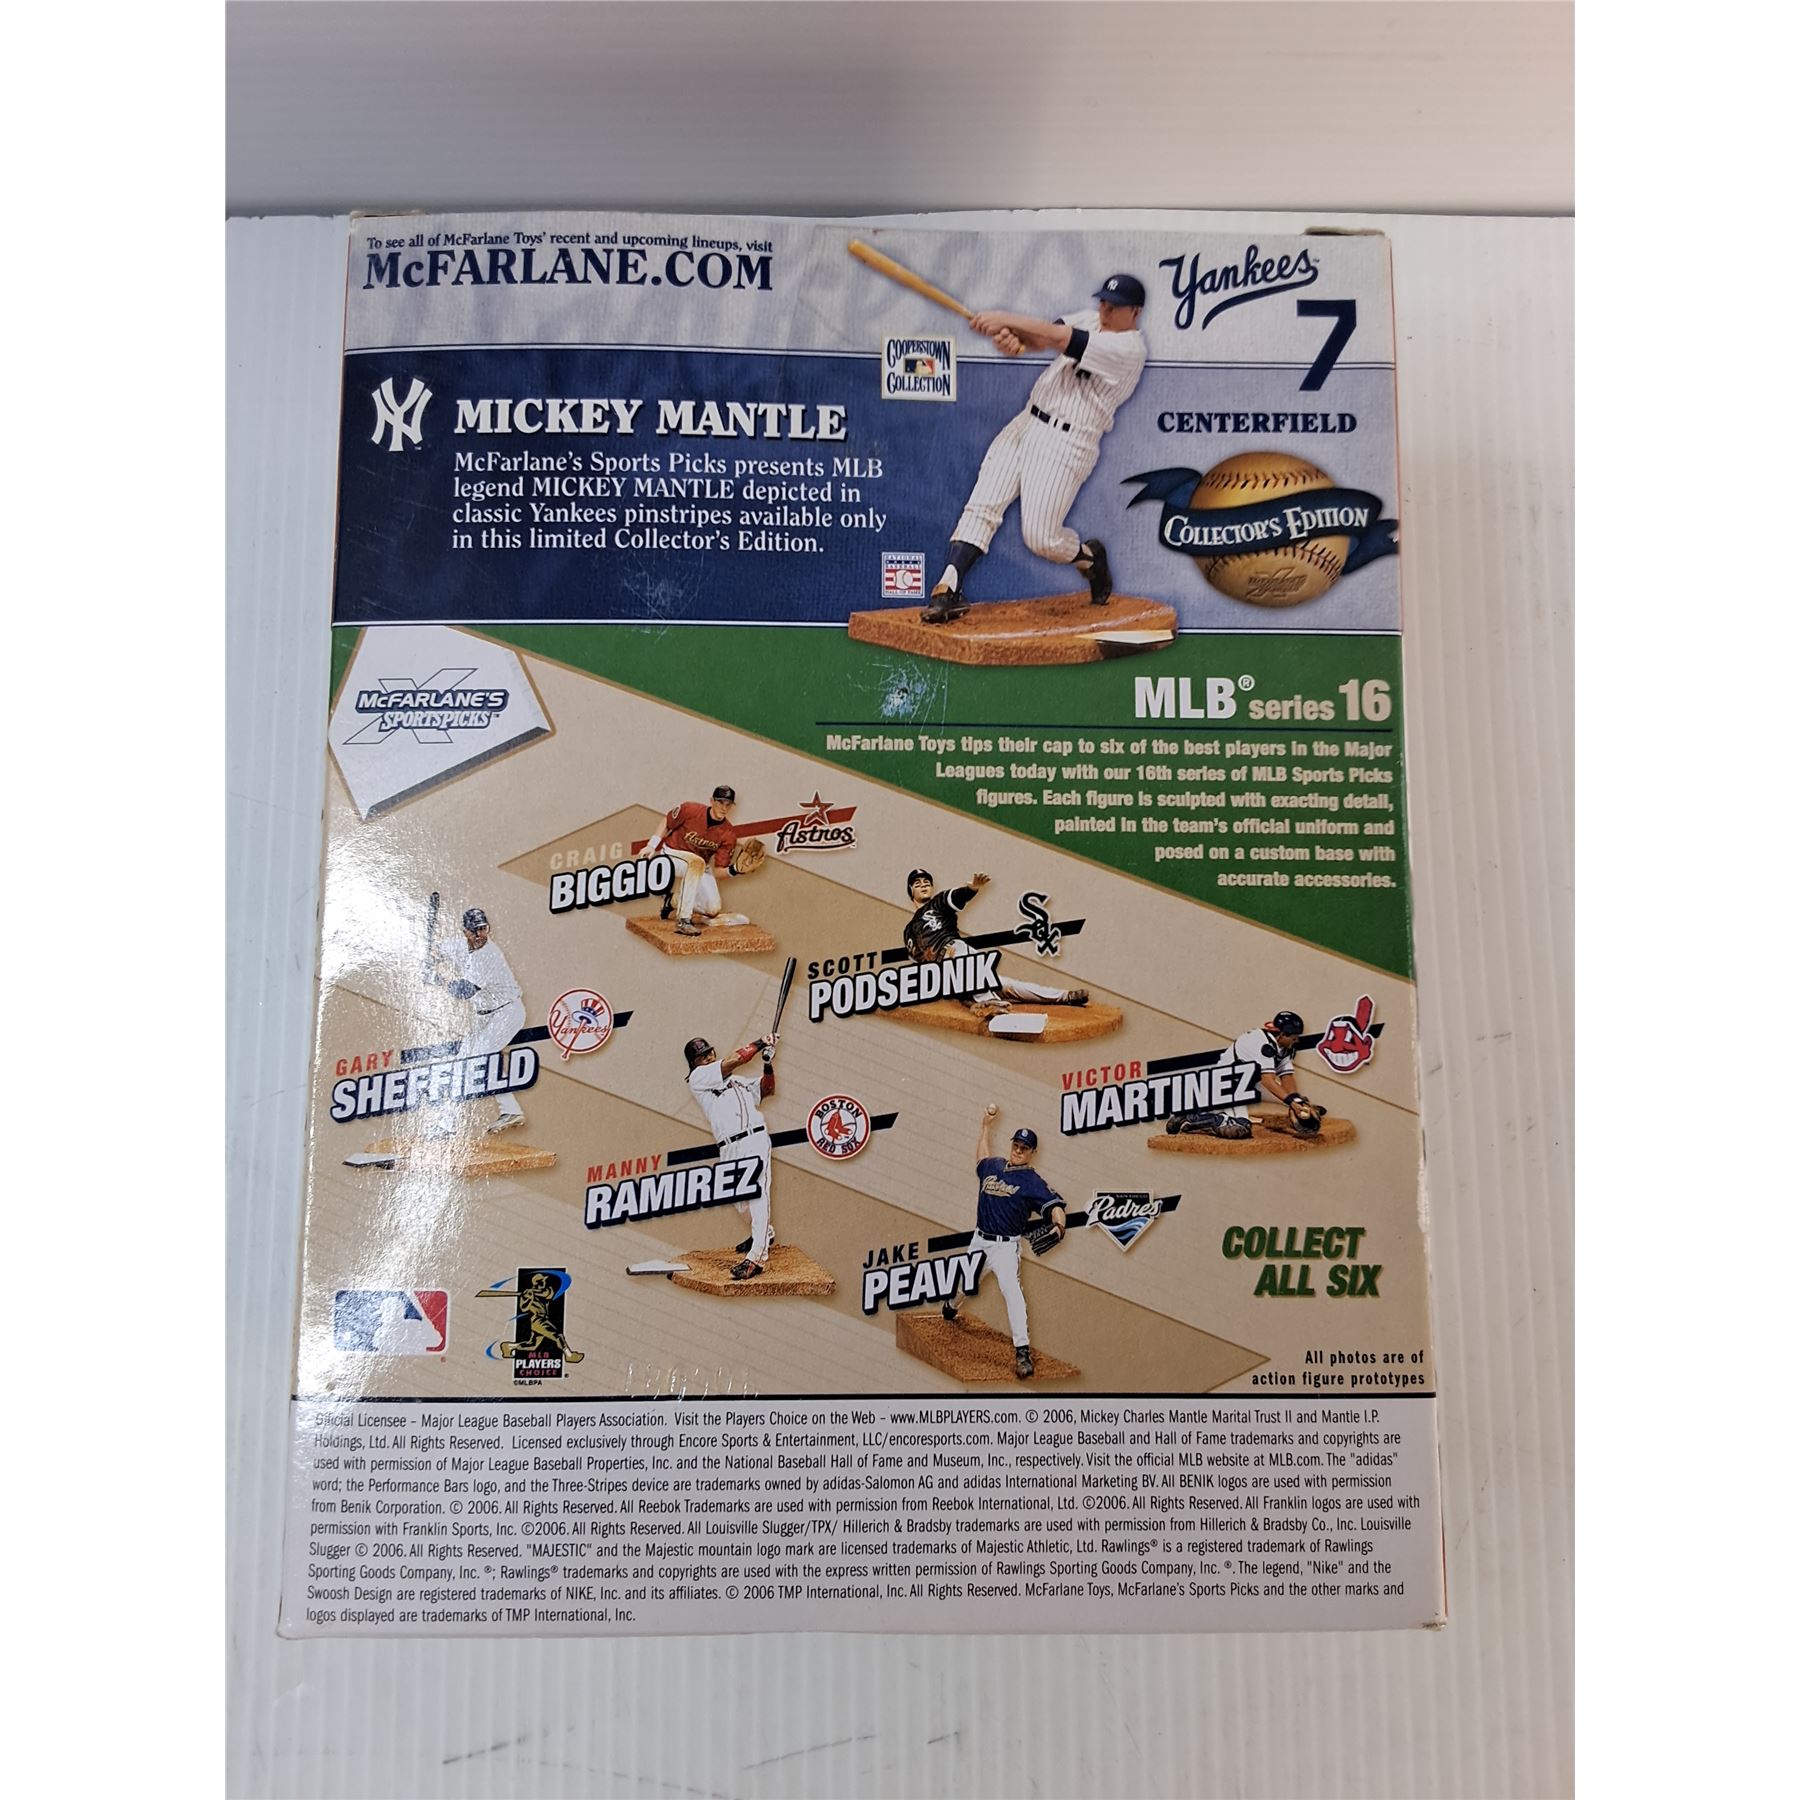 To see all of McFarlane Toys' recent and upcoming lineups, visit
McFARLANE.COM
Yankees
7
CENTERFIELD
COOPERSTOWN
COLLECTION
NY
MICKEY MANTLE
McFarlane's Sports Picks presents MLB
legend MICKEY MANTLE depicted in
classic Yankees pinstripes available only
in this limited Collector's Edition.
COLLECTOR'S EDITION
McFARLANE'S
SPORTSPICKS™
MLB® series 16
McFarlane Toys tips their cap to six of the best players in the Major
Leagues today with our 16th series of MLB Sports Picks
figures. Each figure is sculpted with exacting detail,
painted in the team's official uniform and
posed on a custom base with
accurate accessories.
CRAIG
BIGGIO
Astros
SCOTT
PODSEDNIK
Sox
GARY
SHEFFIELD
Yankees
VICTOR
MARTINEZ
MANNY
RAMIREZ
BOSTON
RED SOX
JAKE
PEAVY
Padres
COLLECT
ALL SIX
MLB
PLAYERS
CHOICE
©MLBPA
All photos are of
action figure prototypes
Official Licensee - Major League Baseball Players Association. Visit the Players Choice on the Web - www.MLBPLAYERS.com. © 2006, Mickey Charles Mantle Marital Trust II and Mantle I.P.
Holdings, Ltd. All Rights Reserved. Licensed exclusively through Encore Sports & Entertainment, LLC/encoresports.com. Major League Baseball and Hall of Fame trademarks and copyrights are
used with permission of Major League Baseball Properties, Inc. and the National Baseball Hall of Fame and Museum, Inc., respectively. Visit the official MLB website at MLB.com. The "adidas"
word; the Performance Bars logo, and the Three-Stripes device are trademarks owned by adidas-Salomon AG and adidas International Marketing BV. All BENIK logos are used with permission
from Benik Corporation. © 2006. All Rights Reserved. All Reebok Trademarks are used with permission from Reebok International, Ltd. ©2006. All Rights Reserved. All Franklin logos are used with
permission with Franklin Sports, Inc. ©2006. All Rights Reserved. All Louisville Slugger/TPX/ Hillerich & Bradsby trademarks are used with permission from Hillerich & Bradsby Co., Inc. Louisville
Slugger © 2006. All Rights Reserved. "MAJESTIC" and the Majestic mountain logo mark are licensed trademarks of Majestic Athletic, Ltd. Rawlings® is a registered trademark of Rawlings
Sporting Goods Company, Inc. ®; Rawlings® trademarks and copyrights are used with the express written permission of Rawlings Sporting Goods Company, Inc. ®. The legend, "Nike" and the
Swoosh Design are registered trademarks of NIKE, Inc. and its affiliates. © 2006 TMP International, Inc. All Rights Reserved. McFarlane Toys, McFarlane's Sports Picks and the other marks and
logos displayed are trademarks of TMP International, Inc.